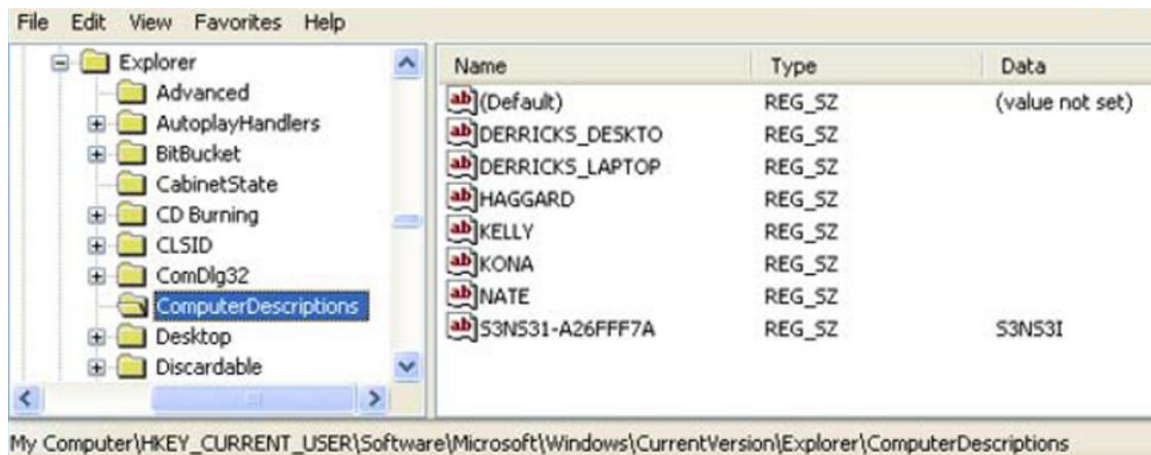 File Edit View Favorites Help
Explorer
Advanced
AutoplayHandlers
BitBucket
CabinetState
CD Burning
CLSID
ComDlg32
ComputerDescriptions
Desktop
Discardable
Name Type Data
(Default) REG_SZ (value not set)
DERRICKS_DESKTO REG_SZ
DERRICKS_LAPTOP REG_SZ
HAGGARD REG_SZ
KELLY REG_SZ
KONA REG_SZ
NATE REG_SZ
S3NS31-A26FFF7A REG_SZ S3NS3I
My Computer\HKEY_CURRENT_USER\Software\Microsoft\Windows\CurrentVersion\Explorer\ComputerDescriptions